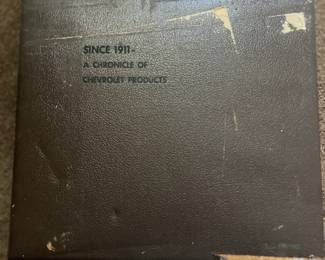 SINCE 1911-
A CHRONICLE OF
CHEVROLET PRODUCTS